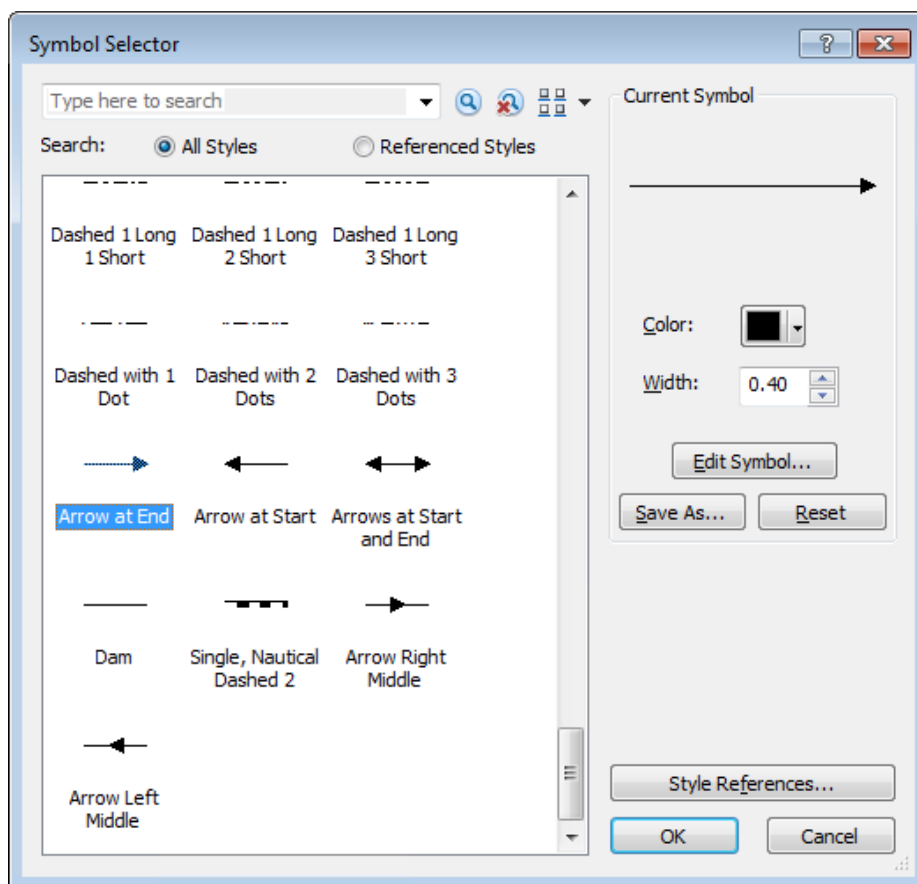 Symbol Selector
Type here to search
Search: All Styles Referenced Styles
Dashed 1 Long 1 Short
Dashed 1 Long 2 Short
Dashed 1 Long 3 Short
Dashed with 1 Dot
Dashed with 2 Dots
Dashed with 3 Dots
Arrow at End
Arrow at Start
Arrows at Start and End
Dam
Single, Nautical Dashed 2
Arrow Right Middle
Arrow Left Middle
Current Symbol
Color:
Width: 0.40
Edit Symbol...
Save As... Reset
Style References...
OK Cancel